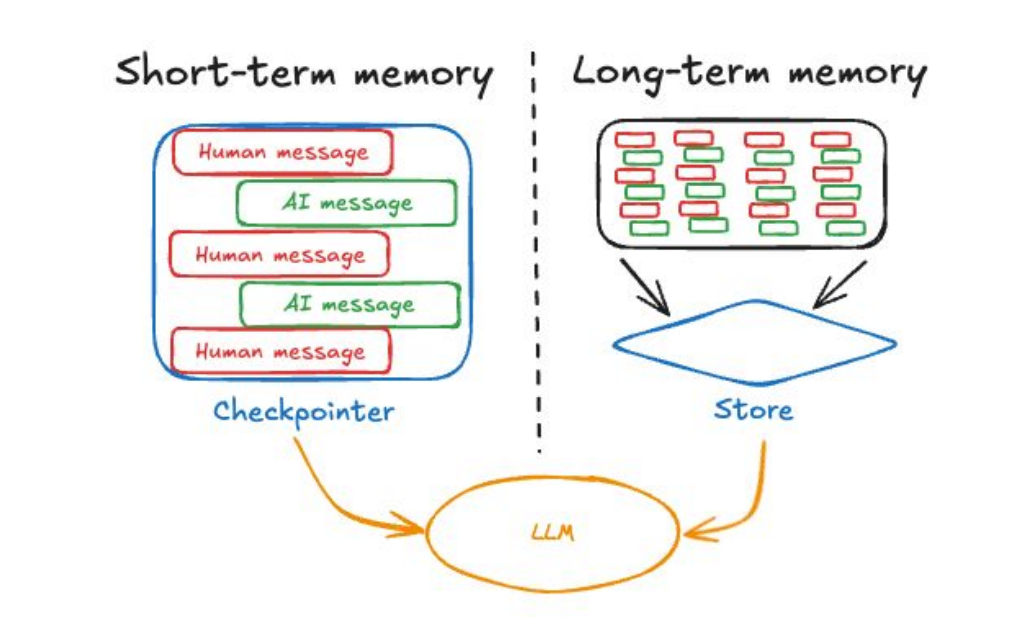 Short-term memory
Human message
AI message
Human message
AI message
Human message
Checkpointer
Long-term memory
Store
LLM